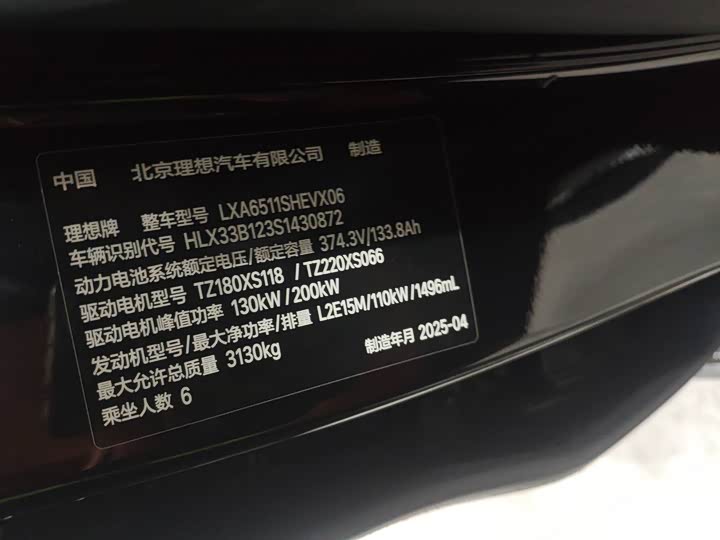 中国 北京理想汽车有限公司 制造
理想牌 整车型号 LXA6511SHEVX06
车辆识别代号 HLX33B123S1430872
动力电池系统额定电压/额定容量 374.3V/133.8Ah
驱动电机型号 TZ180XS118 / TZ220XS066
驱动电机峰值功率 130kW/200kW
发动机型号/最大净功率/排量 L2E15M/110kW/1496mL
最大允许总质量 3130kg 制造年月 2025-04
乘坐人数 6